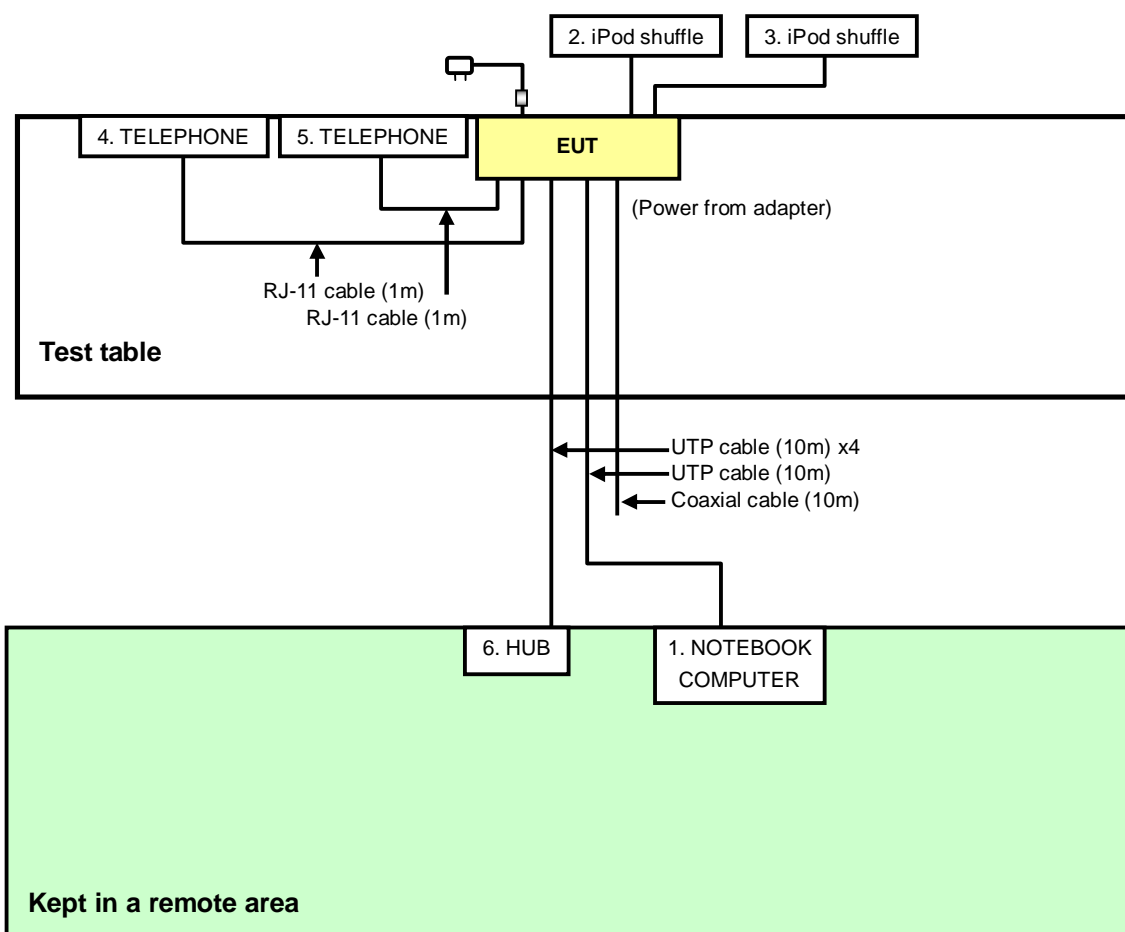 2. iPod shuffle
3. iPod shuffle
4. TELEPHONE
5. TELEPHONE
EUT
(Power from adapter)
RJ-11 cable (1m)
RJ-11 cable (1m)
Test table
UTP cable (10m) x4
UTP cable (10m)
Coaxial cable (10m)
6. HUB
1. NOTEBOOK
COMPUTER
Kept in a remote area